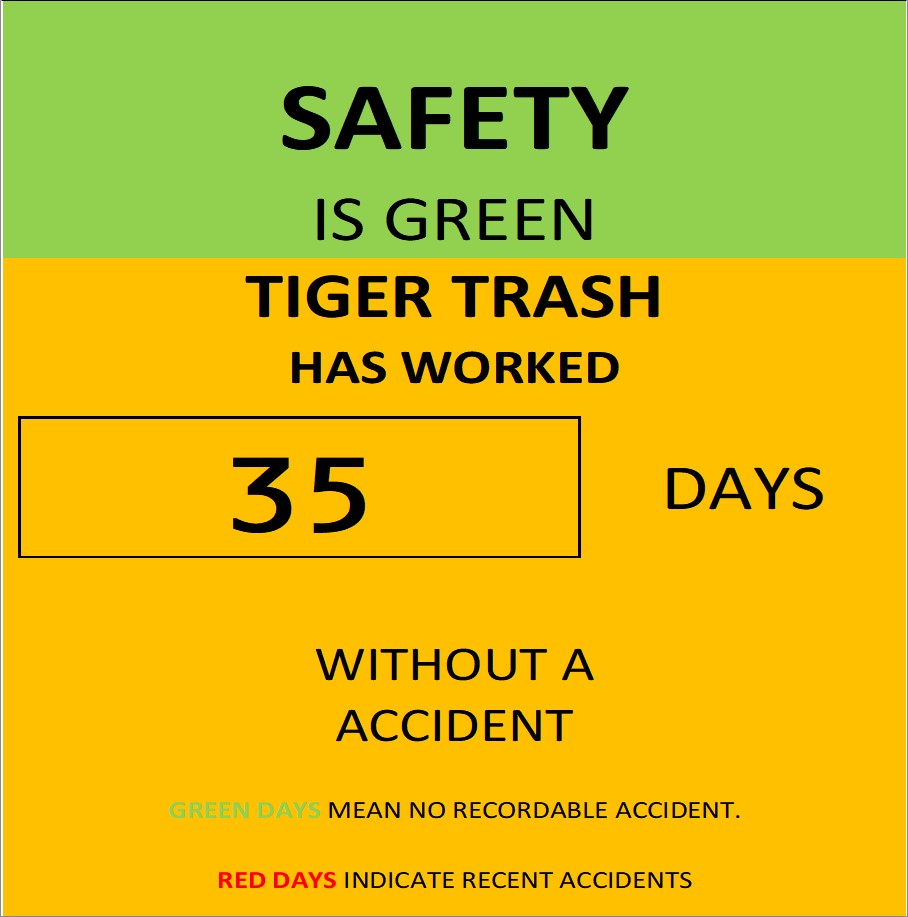 SAFETY
IS GREEN
TIGER TRASH
HAS WORKED
35 DAYS
WITHOUT A
ACCIDENT
GREEN DAYS MEAN NO RECORDABLE ACCIDENT.
RED DAYS INDICATE RECENT ACCIDENTS